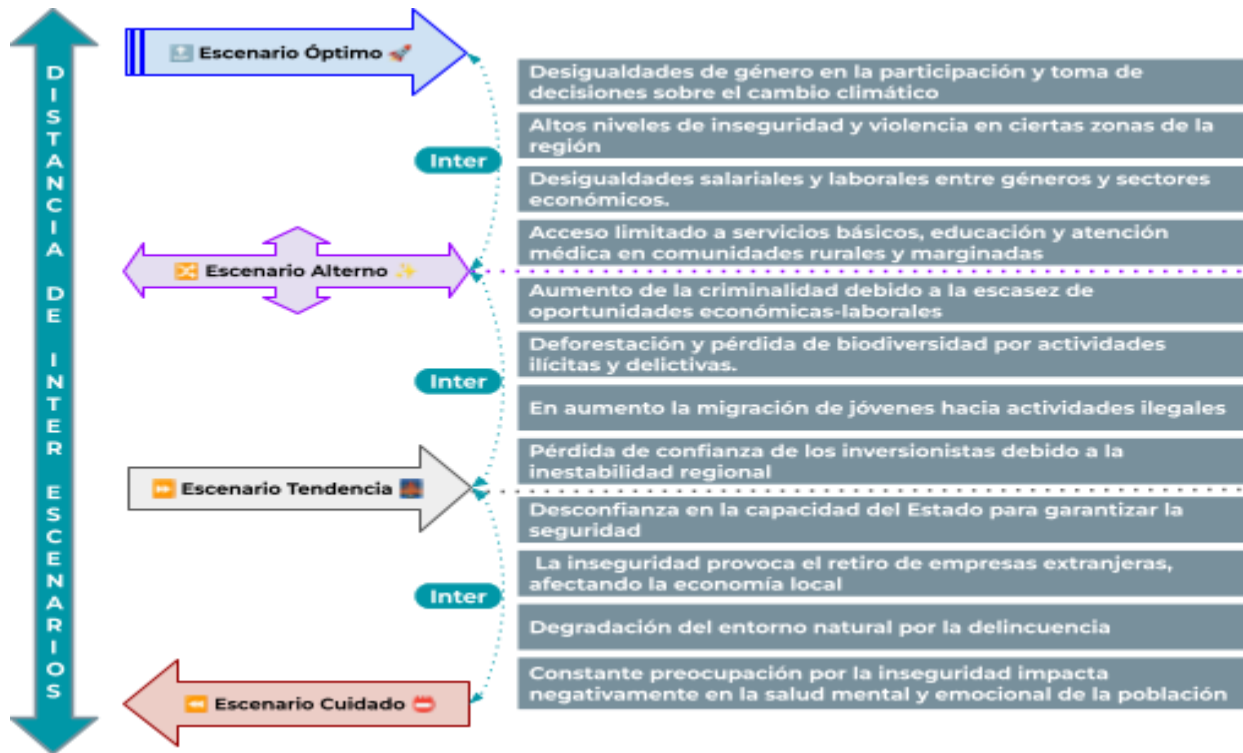 DISTANCIA DE INTER ESCENARIOS
Escenario Óptimo
Desigualdades de género en la participación y toma de
decisiones sobre el cambio climático
Altos niveles de inseguridad y violencia en ciertas zonas de la
región
Inter
Desigualdades salariales y laborales entre géneros y sectores
económicos.
Acceso limitado a servicios básicos, educación y atención
médica en comunidades rurales y marginadas
Escenario Alterno
Aumento de la criminalidad debido a la escasez de
oportunidades económicas-laborales
Deforestación y pérdida de biodiversidad por actividades
ilícitas y delictivas.
Inter
En aumento la migración de jóvenes hacia actividades ilegales
Pérdida de confianza de los inversionistas debido a la
inestabilidad regional
Escenario Tendencia
Desconfianza en la capacidad del Estado para garantizar la
seguridad
La inseguridad provoca el retiro de empresas extranjeras,
afectando la economía local
Inter
Degradación del entorno natural por la delincuencia
Constante preocupación por la inseguridad impacta
negativamente en la salud mental y emocional de la población
Escenario Cuidado